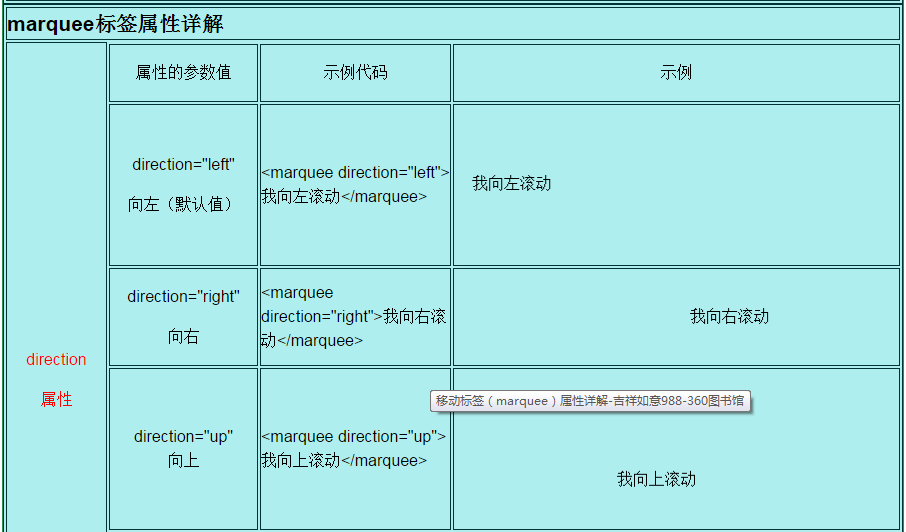 marquee标签属性详解
属性的参数值
示例代码
示例
direction="left"
向左（默认值）
<marquee direction="left">
我向左滚动</marquee>
我向左滚动
direction="right"
向右
<marquee
direction="right">我向右滚
动</marquee>
我向右滚动
direction
属性
移动标签（marquee）属性详解-吉祥如意988-360图书馆
direction="up"
向上
<marquee direction="up">
我向上滚动</marquee>
我向上滚动